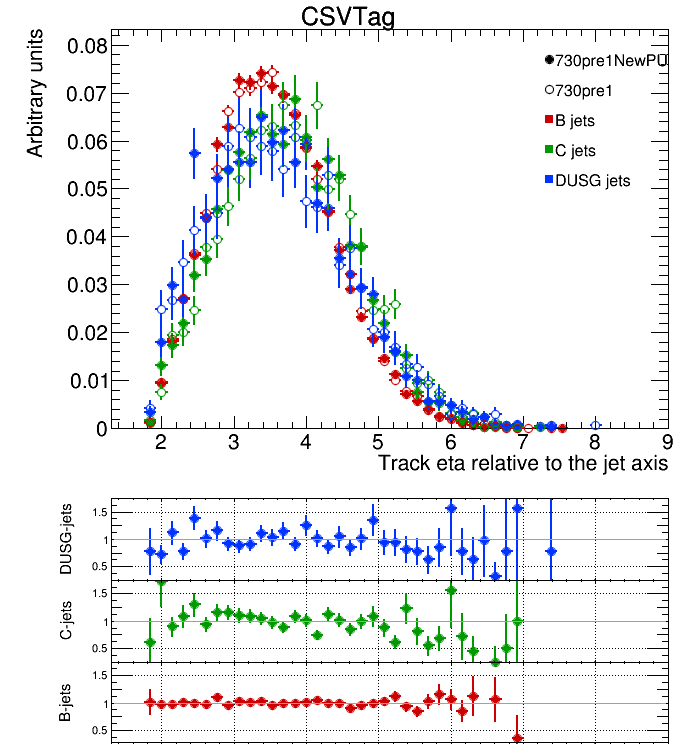 CSVTag
Arbitrary units
0.08
0.07
0.06
0.05
0.04
0.03
0.02
0.01
0
730pre1NewPU
730pre1
B jets
C jets
DUSG jets
2 3 4 5 6 7 8 9
Track eta relative to the jet axis
DUSG-jets
1.5
1
0.5
C-jets
1.5
1
0.5
B-jets
1.5
1
0.5